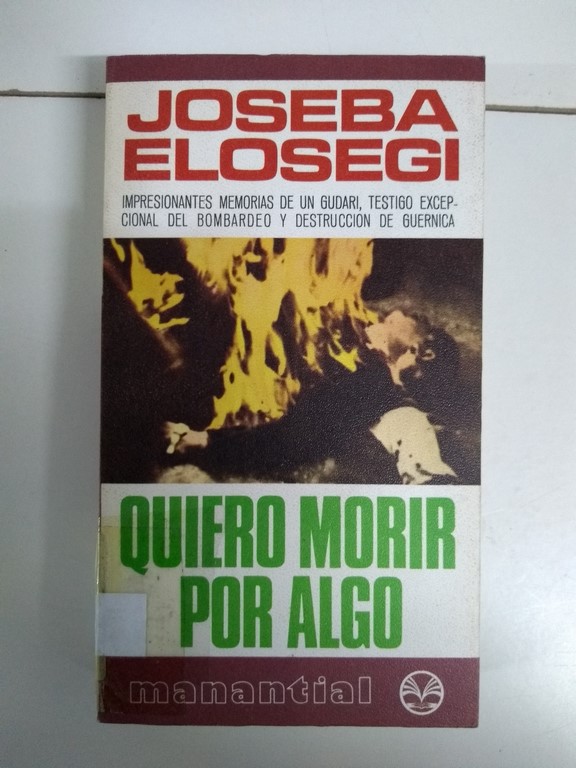 JOSEBA
ELOSEGI
IMPRESIONANTES MEMORIAS DE UN GUDARI, TESTIGO EXCEP-
CIONAL DEL BOMBARDEO Y DESTRUCCION DE GUERNICA
QUIERO MORIR
POR ALGO
manantial